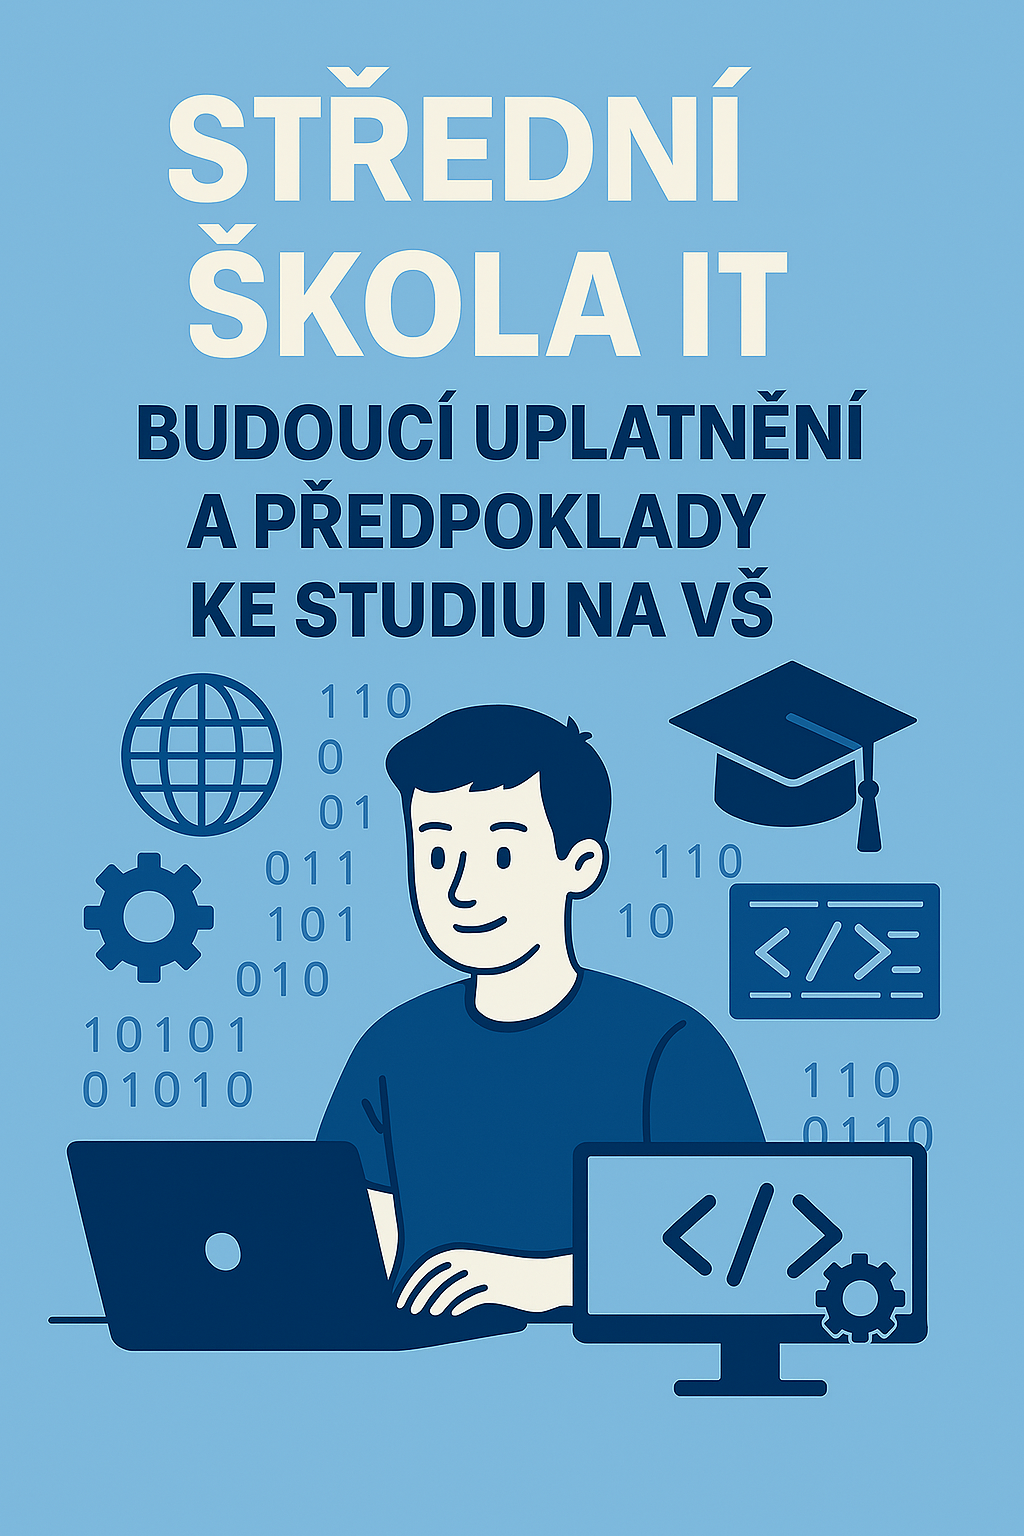 STŘEDNÍ
ŠKOLA IT
BUDOUCÍ UPLATNĚNÍ
A PŘEDPOKLADY
KE STUDIU NA VŠ
110
0
01
011
101
010
10101
01010
110
10
</>
110
0110
</>